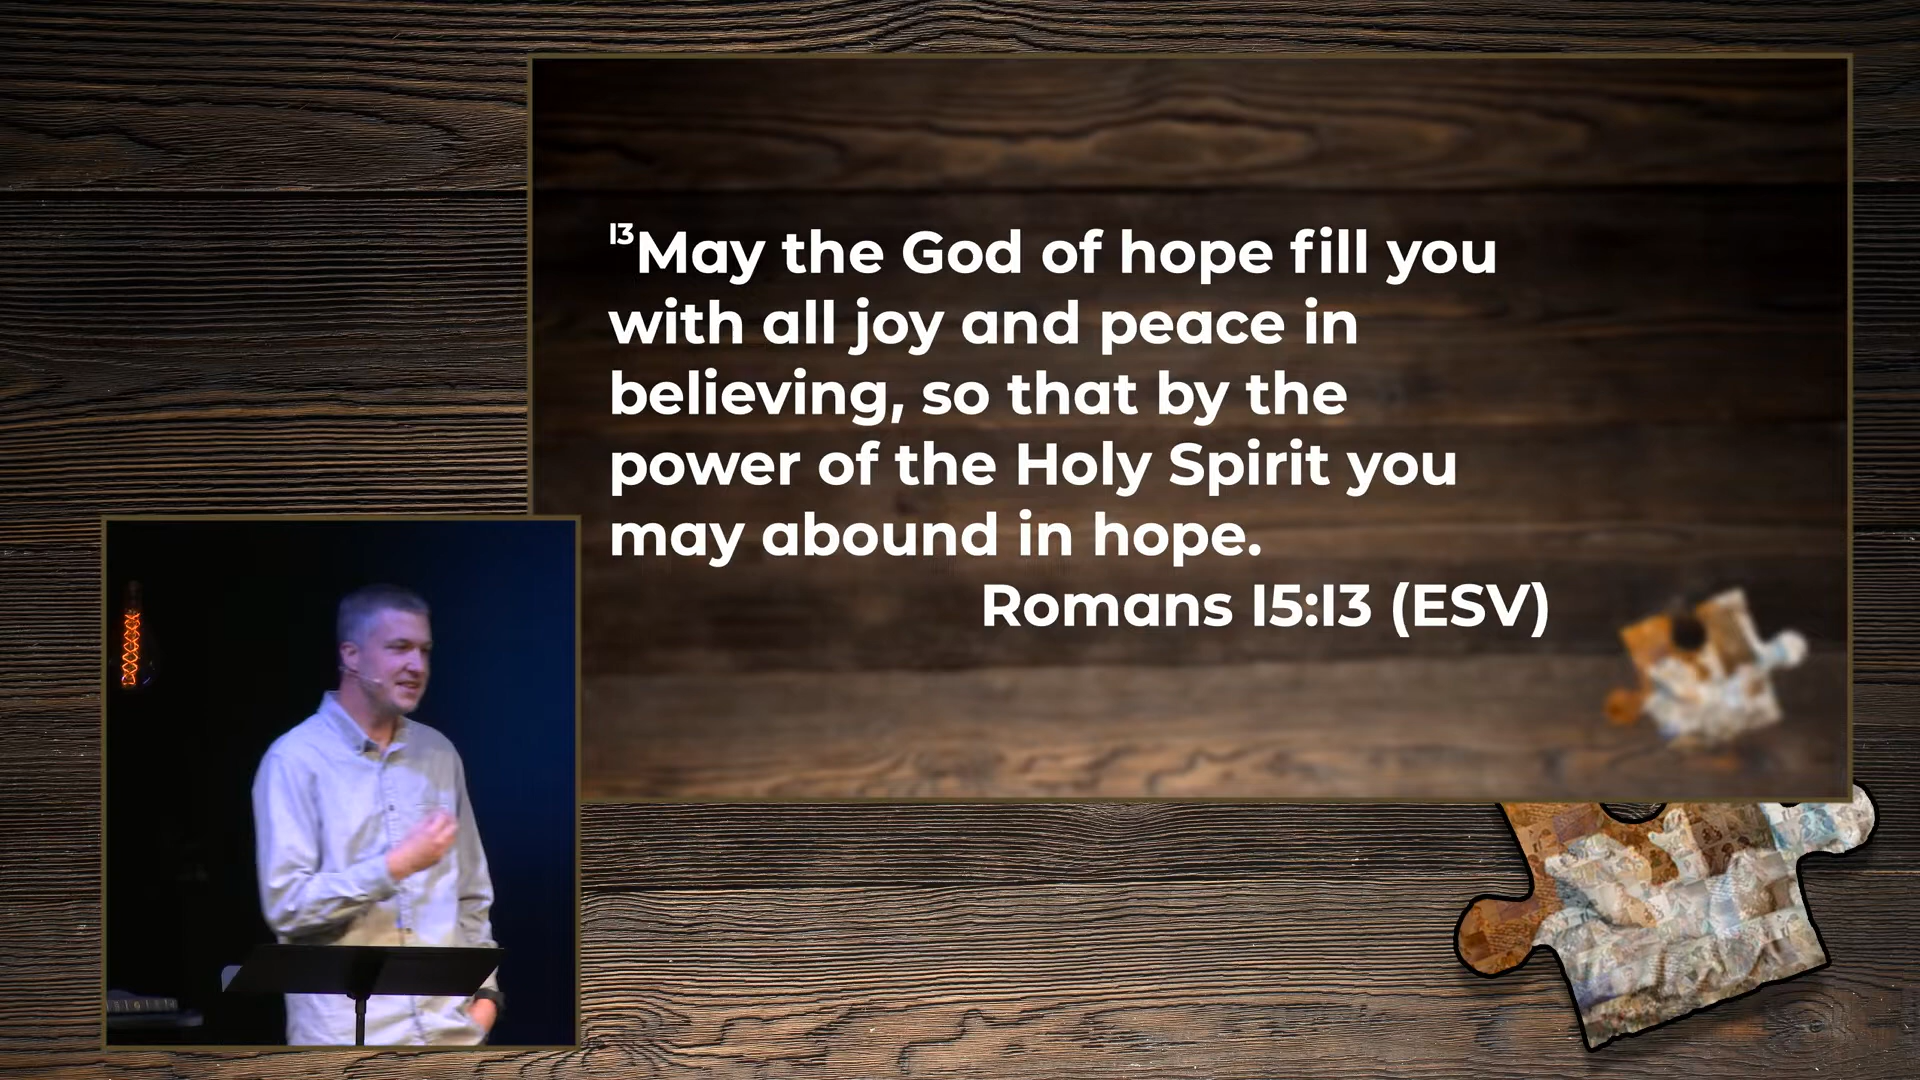 13May the God of hope fill you
with all joy and peace in
believing, so that by the
power of the Holy Spirit you
may abound in hope.
Romans 15:13 (ESV)